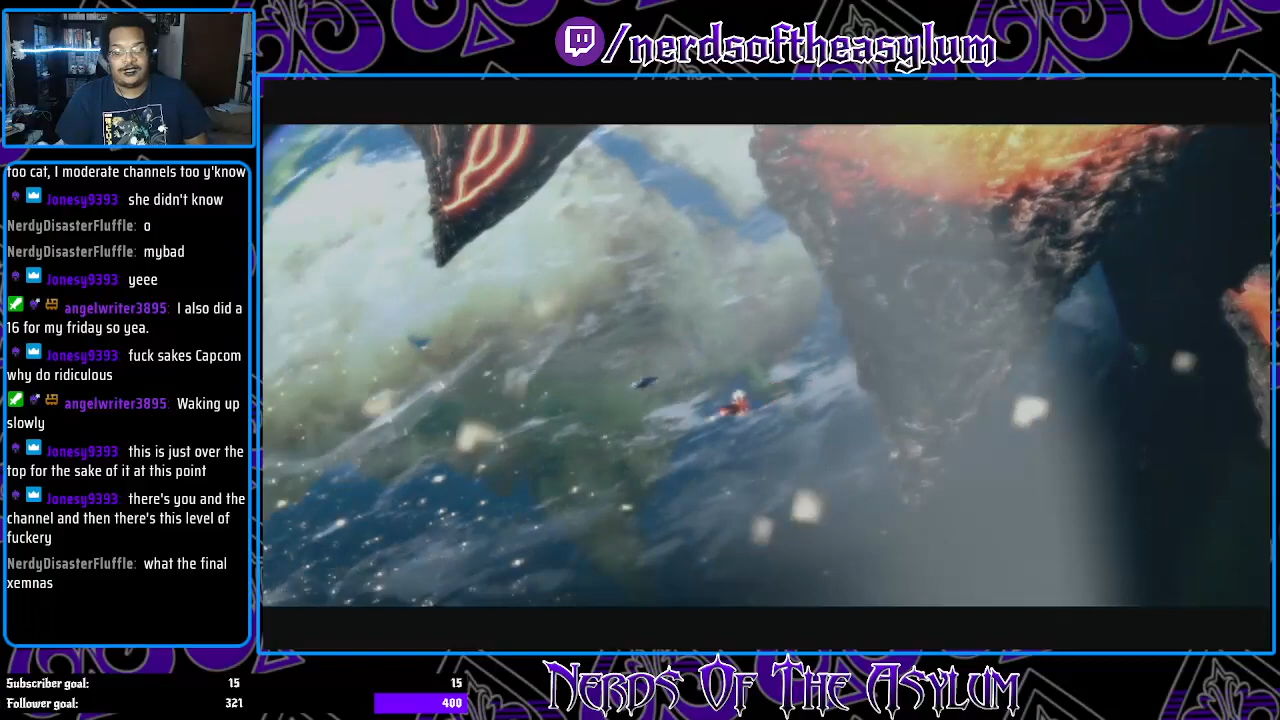 /nerdsoftheasylum
too cat, I moderate channels too y'know
Jonesy9393 she didn't know
NerdyDisasterFluffle: o
NerdyDisasterFluffle: mybad
Jonesy9393 yeee
angelwriter3895: I also did a
16 for my friday so yea.
Jonesy9393 fuck sakes Capcom
why do ridiculous
angelwriter3895: Waking up
slowly
Jonesy9393 this is just over the
top for the sake of it at this point
Jonesy9393 there's you and the
channel and then there's this level of
fuckery
NerdyDisasterFluffle: what the final
xemnas
Subscriber goal: 15 15
Follower goal: 321 400
Nerds Of The Asylum